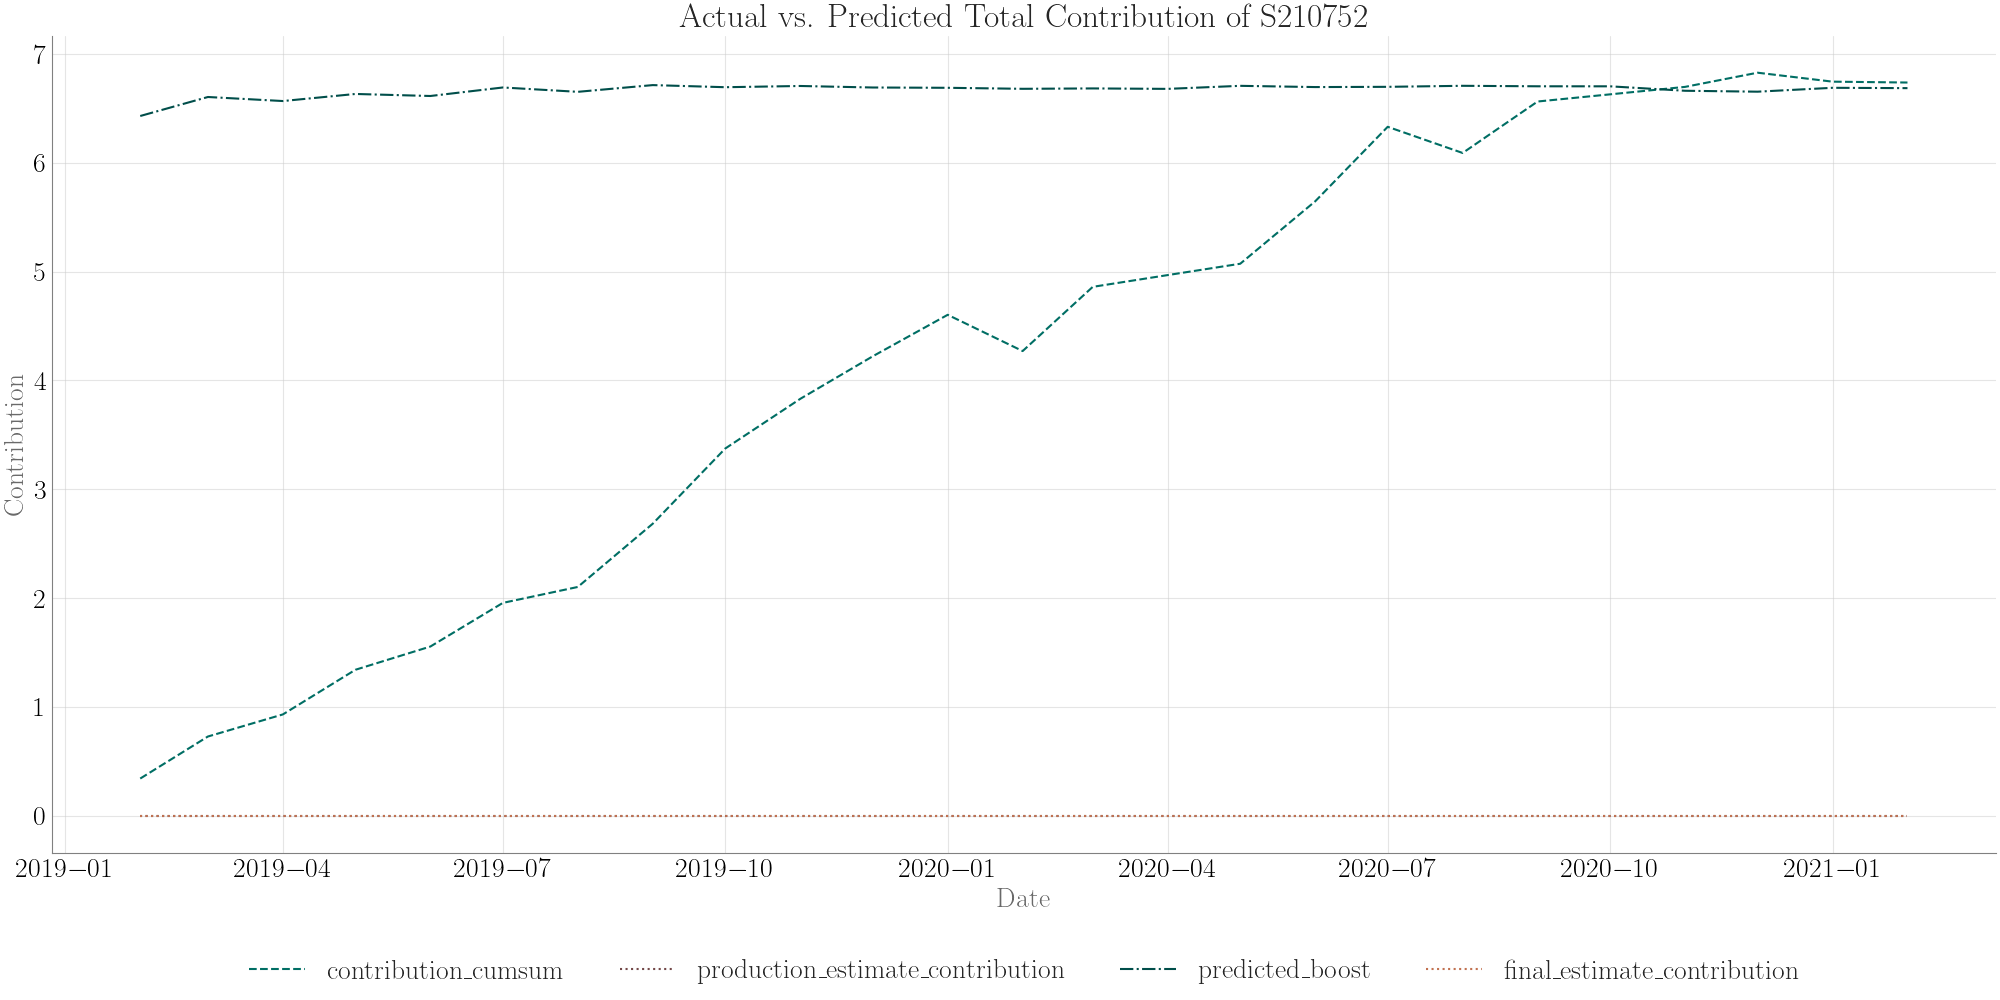 Actual vs. Predicted Total Contribution of S210752
7
6
5
4
3
2
1
0
Contribution
2019−01 2019−04 2019−07 2019−10 2020−01 2020−04 2020−07 2020−10 2021−01
Date
contribution_cumsum production_estimate_contribution predicted_boost final_estimate_contribution